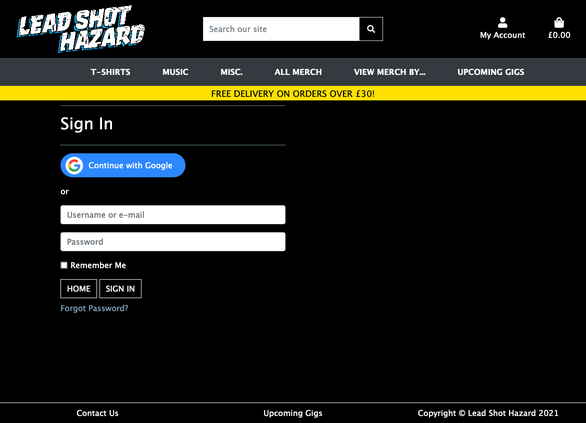 LEAD SHOT
HAZARD
Search our site
My Account
£0.00
T-SHIRTS MUSIC MISC. ALL MERCH VIEW MERCH BY... UPCOMING GIGS
FREE DELIVERY ON ORDERS OVER £30!
Sign In
Continue with Google
or
Username or e-mail
Password
Remember Me
HOME SIGN IN
Forgot Password?
Contact Us Upcoming Gigs Copyright © Lead Shot Hazard 2021